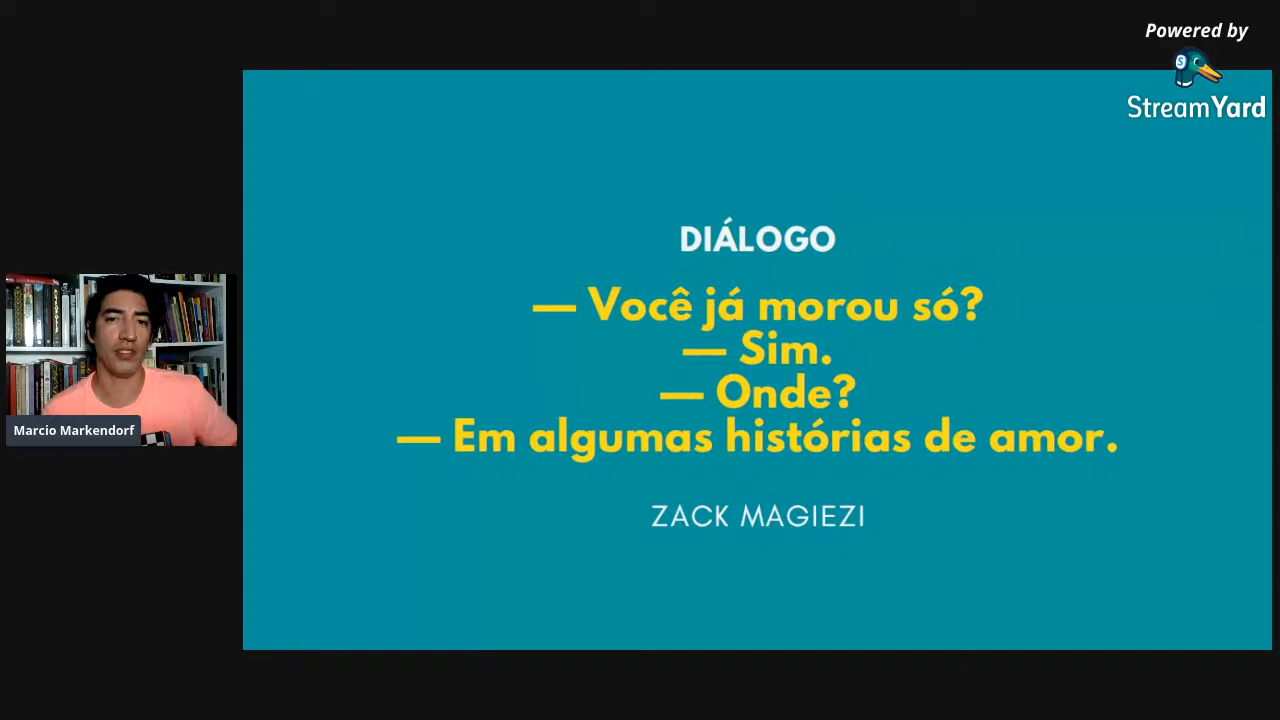 Powered by
StreamYard
DIÁLOGO
— Você já morou só?
— Sim.
— Onde?
— Em algumas histórias de amor.
ZACK MAGIEZI
Marcio Markendorf